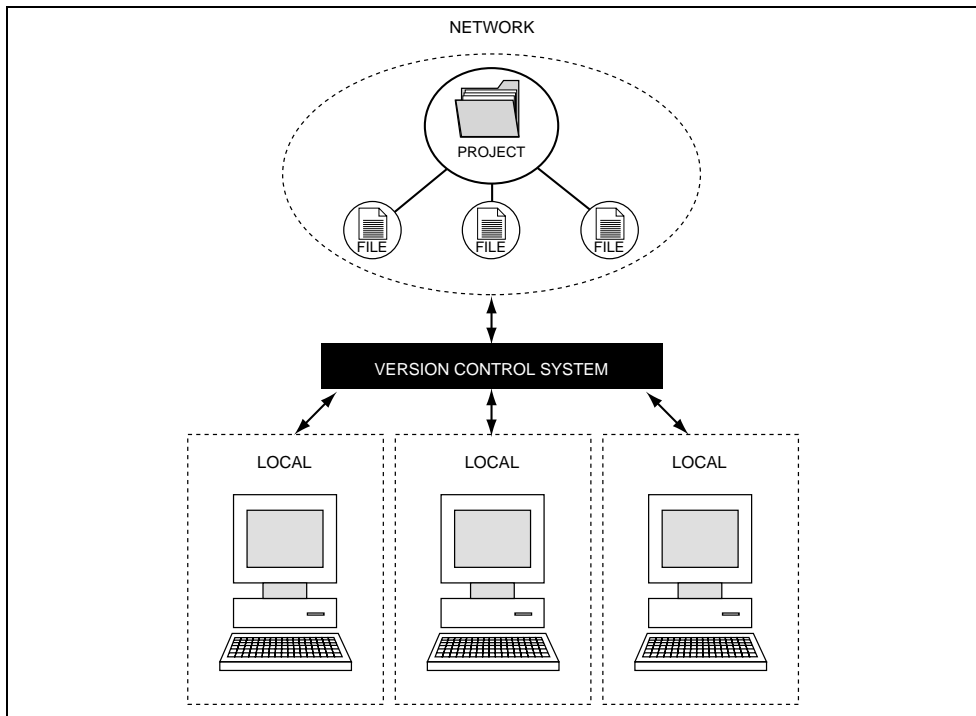 NETWORK
PROJECT
FILE
FILE
FILE
VERSION CONTROL SYSTEM
LOCAL
LOCAL
LOCAL